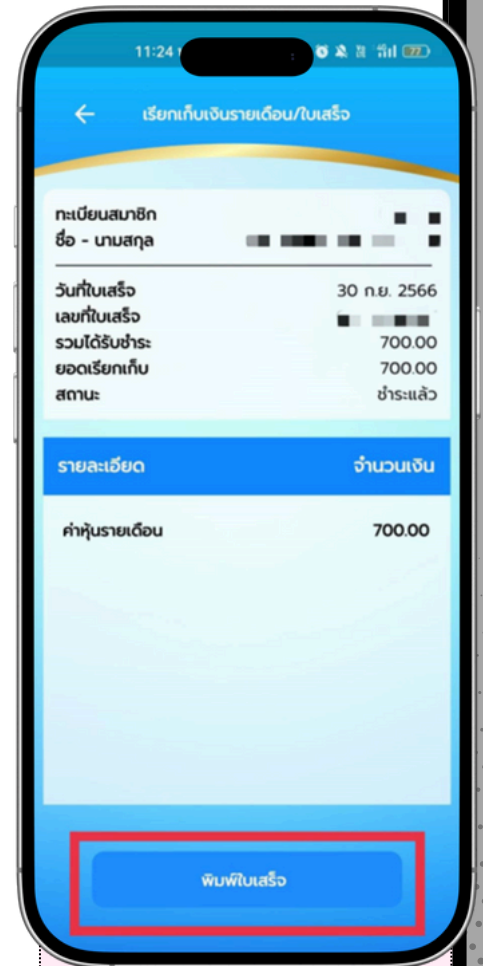 11:24
77
เรียกเก็บเงินรายเดือน/ใบเสร็จ
ทะเบียนสมาชิก
ชื่อ - นามสกุล
วันที่ใบเสร็จ 30 ก.ย. 2566
เลขที่ใบเสร็จ
รวมได้รับชำระ 700.00
ยอดเรียกเก็บ 700.00
สถานะ ชำระแล้ว
รายละเอียด จำนวนเงิน
ค่าหุ้นรายเดือน 700.00
พิมพ์ใบเสร็จ